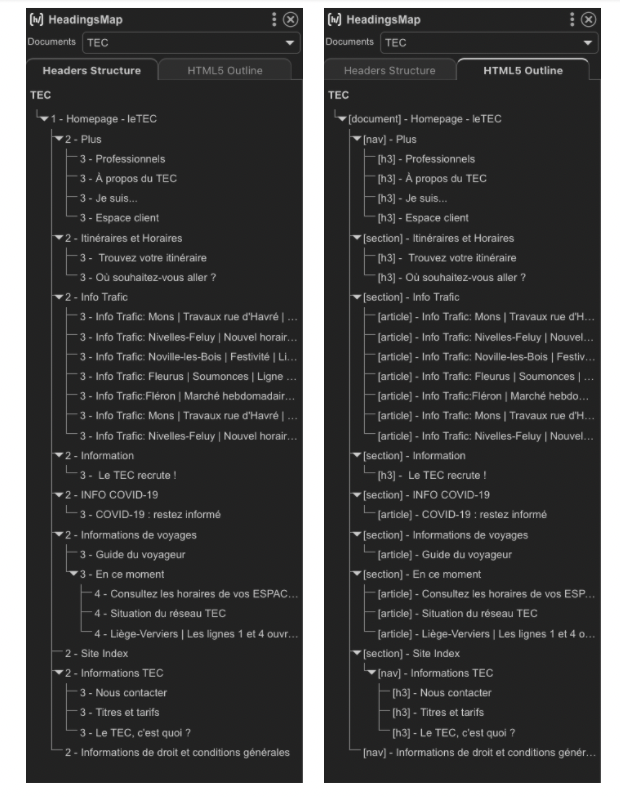 HeadingsMap
Documents TEC
Headers Structure HTML5 Outline
TEC
1 - Homepage - leTEC
2 - Plus
3 - Professionnels
3 - À propos du TEC
3 - Je suis...
3 - Espace client
2 - Itinéraires et Horaires
3 - Trouvez votre itinéraire
3 - Où souhaitez-vous aller ?
2 - Info Trafic
3 - Info Trafic: Mons | Travaux rue d'Havré | ...
3 - Info Trafic: Nivelles-Feluy | Nouvel horair...
3 - Info Trafic: Noville-les-Bois | Festivité | Li...
3 - Info Trafic: Fleurus | Soumonces | Ligne ...
3 - Info Trafic:Fléron | Marché hebdomadair...
3 - Info Trafic: Mons | Travaux rue d'Havré | ...
3 - Info Trafic: Nivelles-Feluy | Nouvel horair...
2 - Information
3 - Le TEC recrute !
2 - INFO COVID-19
3 - COVID-19 : restez informé
2 - Informations de voyages
3 - Guide du voyageur
3 - En ce moment
4 - Consultez les horaires de vos ESPAC...
4 - Situation du réseau TEC
4 - Liège-Verviers | Les lignes 1 et 4 ouvr...
2 - Site Index
2 - Informations TEC
3 - Nous contacter
3 - Titres et tarifs
3 - Le TEC, c'est quoi ?
2 - Informations de droit et conditions générales
HeadingsMap
Documents TEC
Headers Structure HTML5 Outline
TEC
[document] - Homepage - leTEC
[nav] - Plus
[h3] - Professionnels
[h3] - À propos du TEC
[h3] - Je suis...
[h3] - Espace client
[section] - Itinéraires et Horaires
[h3] - Trouvez votre itinéraire
[h3] - Où souhaitez-vous aller ?
[section] - Info Trafic
[article] - Info Trafic: Mons | Travaux rue d'H...
[article] - Info Trafic: Nivelles-Feluy | Nouvel...
[article] - Info Trafic: Noville-les-Bois | Festiv...
[article] - Info Trafic: Fleurus | Soumonces | ...
[article] - Info Trafic:Fléron | Marché hebdo...
[article] - Info Trafic: Mons | Travaux rue d'H...
[article] - Info Trafic: Nivelles-Feluy | Nouvel...
[section] - Information
[h3] - Le TEC recrute !
[section] - INFO COVID-19
[article] - COVID-19 : restez informé
[section] - Informations de voyages
[article] - Guide du voyageur
[section] - En ce moment
[article] - Consultez les horaires de vos ESP...
[article] - Situation du réseau TEC
[article] - Liège-Verviers | Les lignes 1 et 4 o...
[section] - Site Index
[nav] - Informations TEC
[h3] - Nous contacter
[h3] - Titres et tarifs
[h3] - Le TEC, c'est quoi ?
[nav] - Informations de droit et conditions génér...